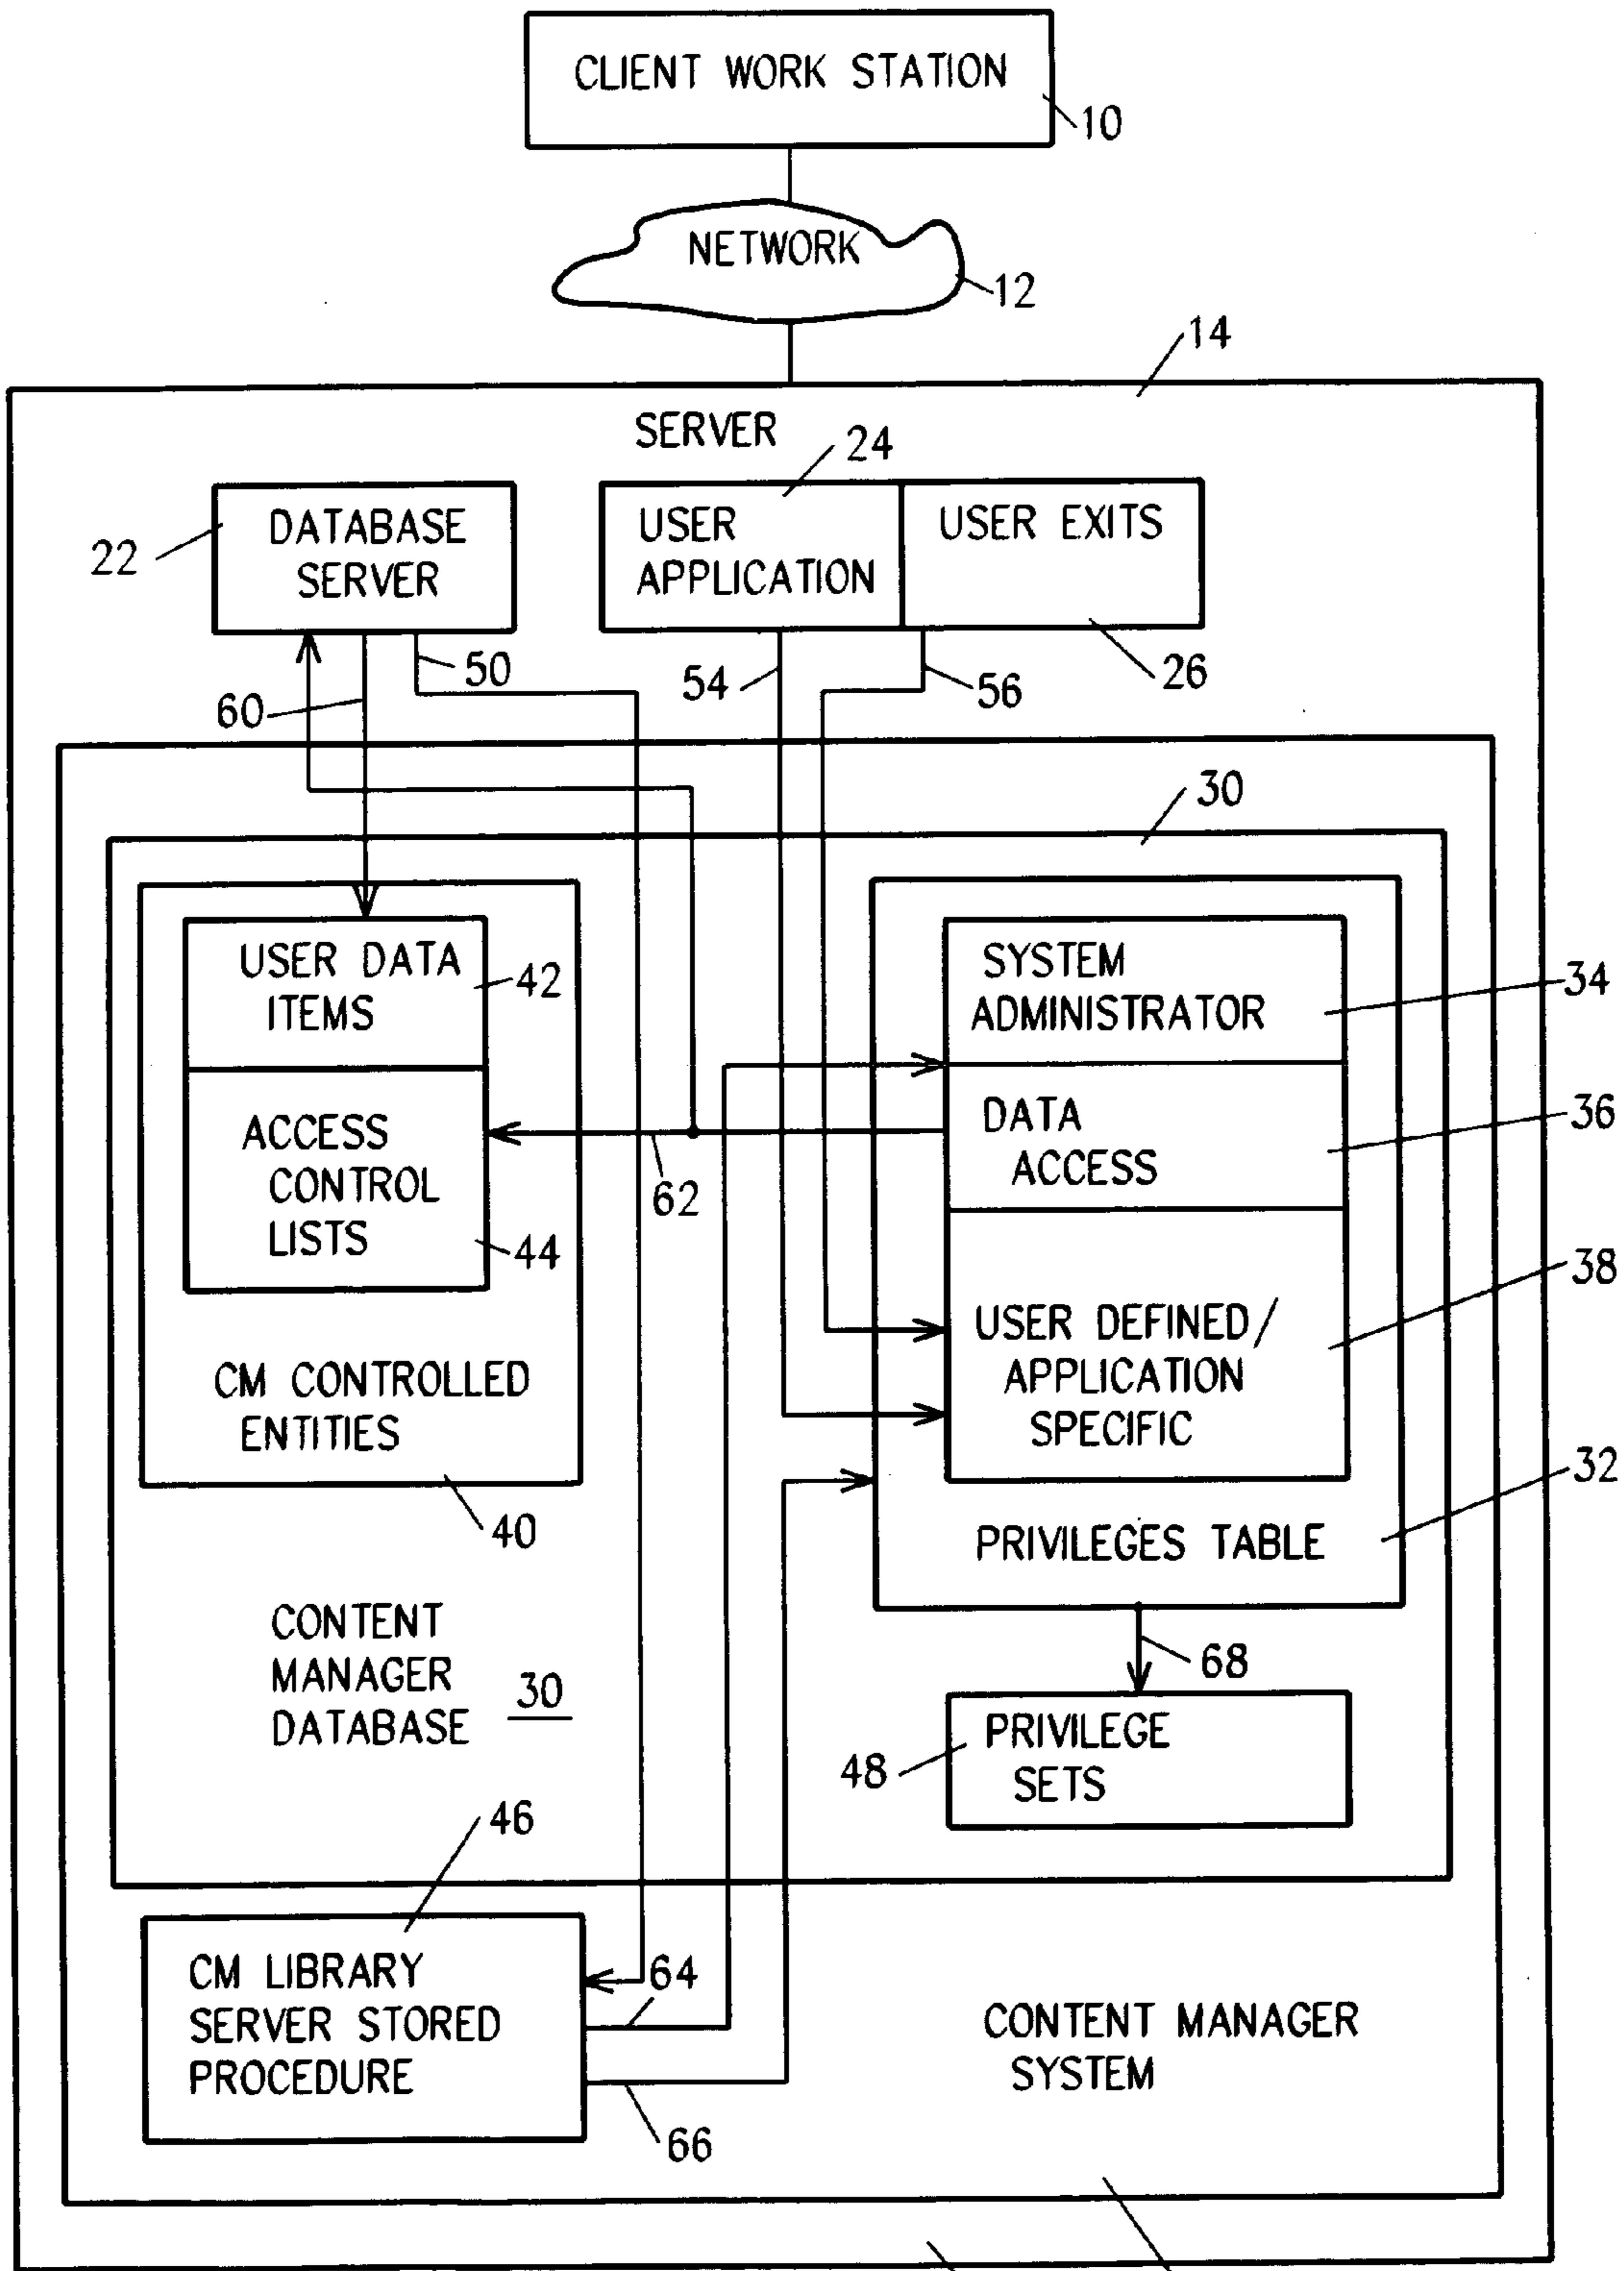 CLIENT WORK STATION
10
NETWORK
12
14
SERVER
24
22
DATABASE
SERVER
USER
APPLICATION
USER EXITS
26
50
54
56
60
30
USER DATA
ITEMS
42
SYSTEM
ADMINISTRATOR
34
ACCESS
CONTROL
LISTS
44
62
DATA
ACCESS
36
38
USER DEFINED/
APPLICATION
SPECIFIC
CM CONTROLLED
ENTITIES
40
32
PRIVILEGES TABLE
CONTENT
MANAGER
DATABASE
30
68
48
PRIVILEGE
SETS
46
CM LIBRARY
SERVER STORED
PROCEDURE
64
66
CONTENT MANAGER
SYSTEM